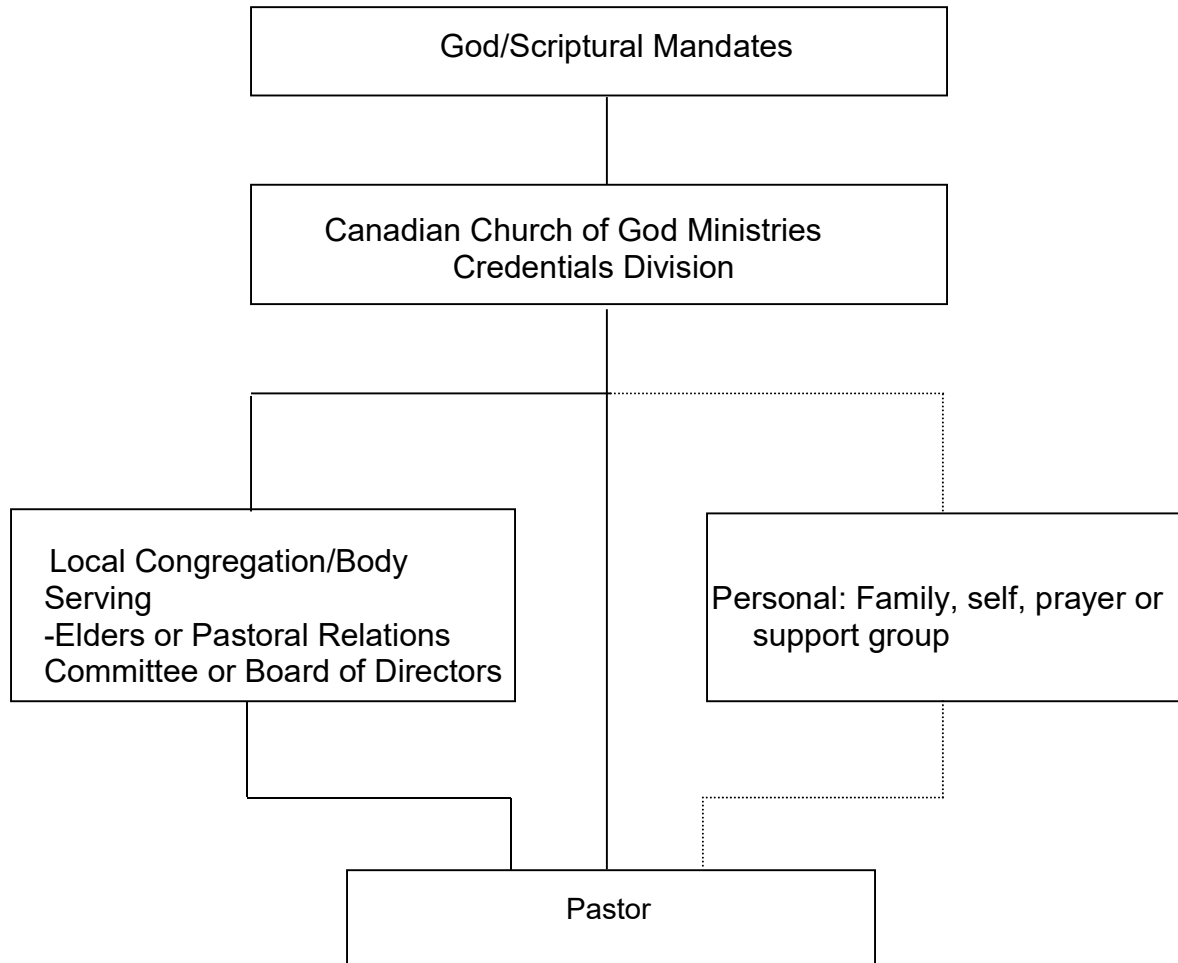 God/Scriptural Mandates
Canadian Church of God Ministries
Credentials Division
Local Congregation/Body
Serving
-Elders or Pastoral Relations
Committee or Board of Directors
Personal: Family, self, prayer or
support group
Pastor